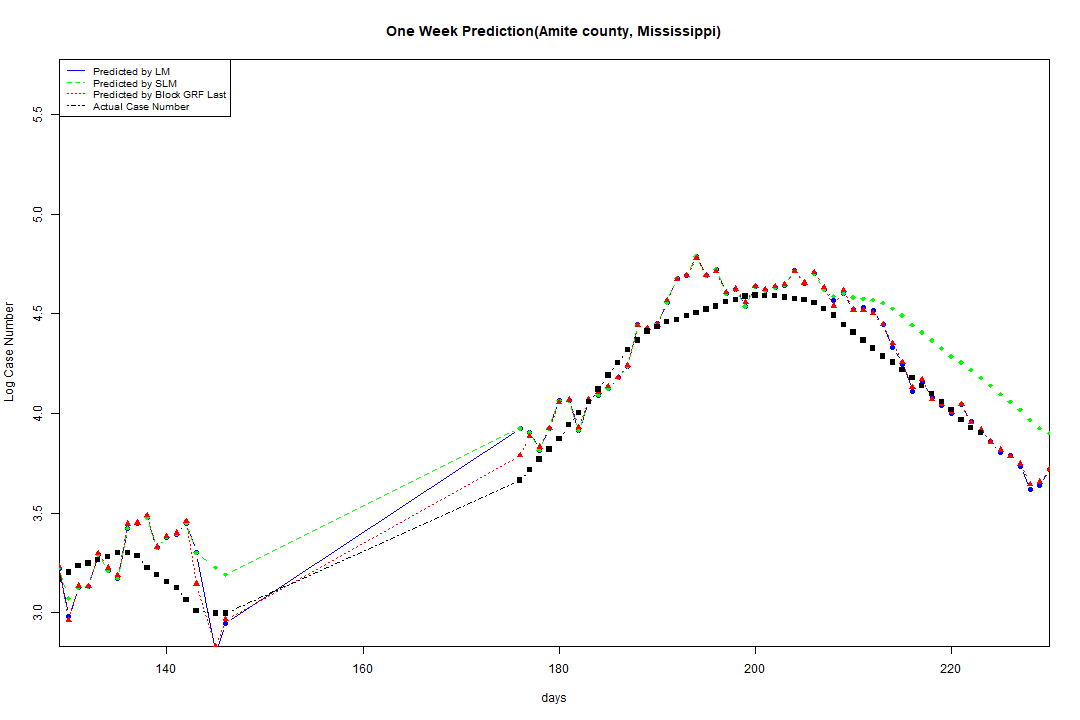 One Week Prediction(Amite county, Mississippi)
Predicted by LM
Predicted by SLM
Predicted by Block GRF Last
Actual Case Number
5.5
5.0
4.5
4.0
3.5
3.0
Log Case Number
140
160
180
200
220
days